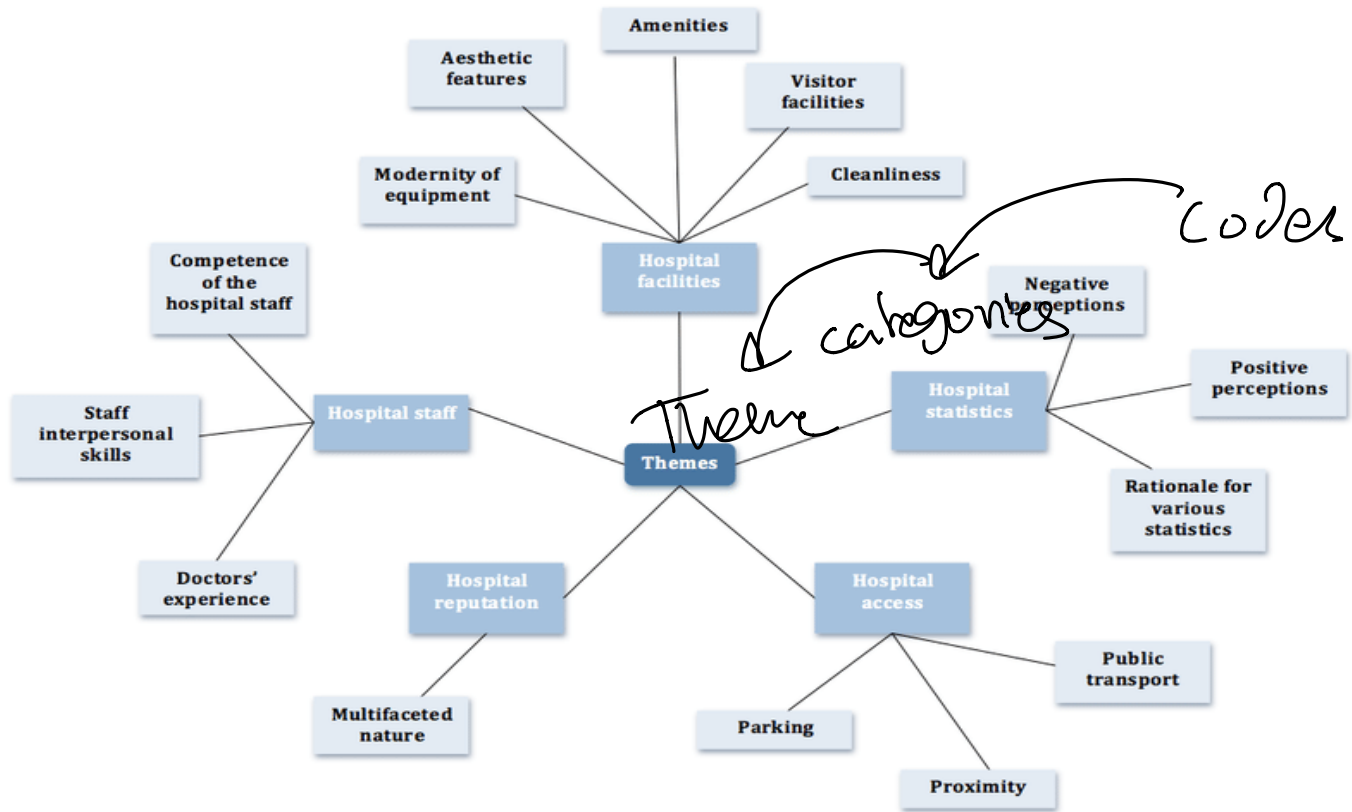 Amenities
Aesthetic
features
Visitor
facilities
Modernity of
equipment
Cleanliness
codes
Competence
of the
hospital staff
Hospital
facilities
Negative
perceptions
categories
Positive
perceptions
Staff
interpersonal
skills
Hospital staff
Hospital
statistics
Theme
Themes
Rationale for
various
statistics
Doctors'
experience
Hospital
reputation
Hospital
access
Public
transport
Multifaceted
nature
Parking
Proximity